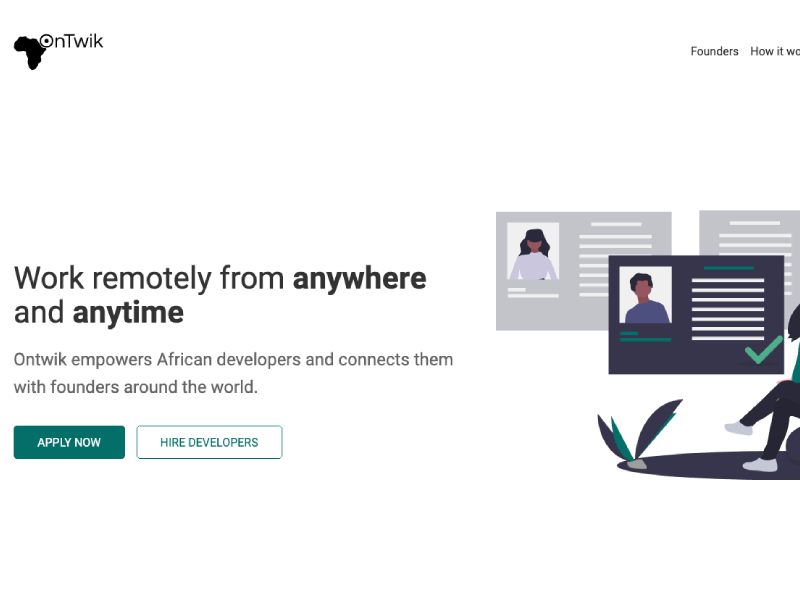 OnTwik
Founders
How it wo
Work remotely from anywhere
and anytime
Ontwik empowers African developers and connects them
with founders around the world.
APPLY NOW
HIRE DEVELOPERS